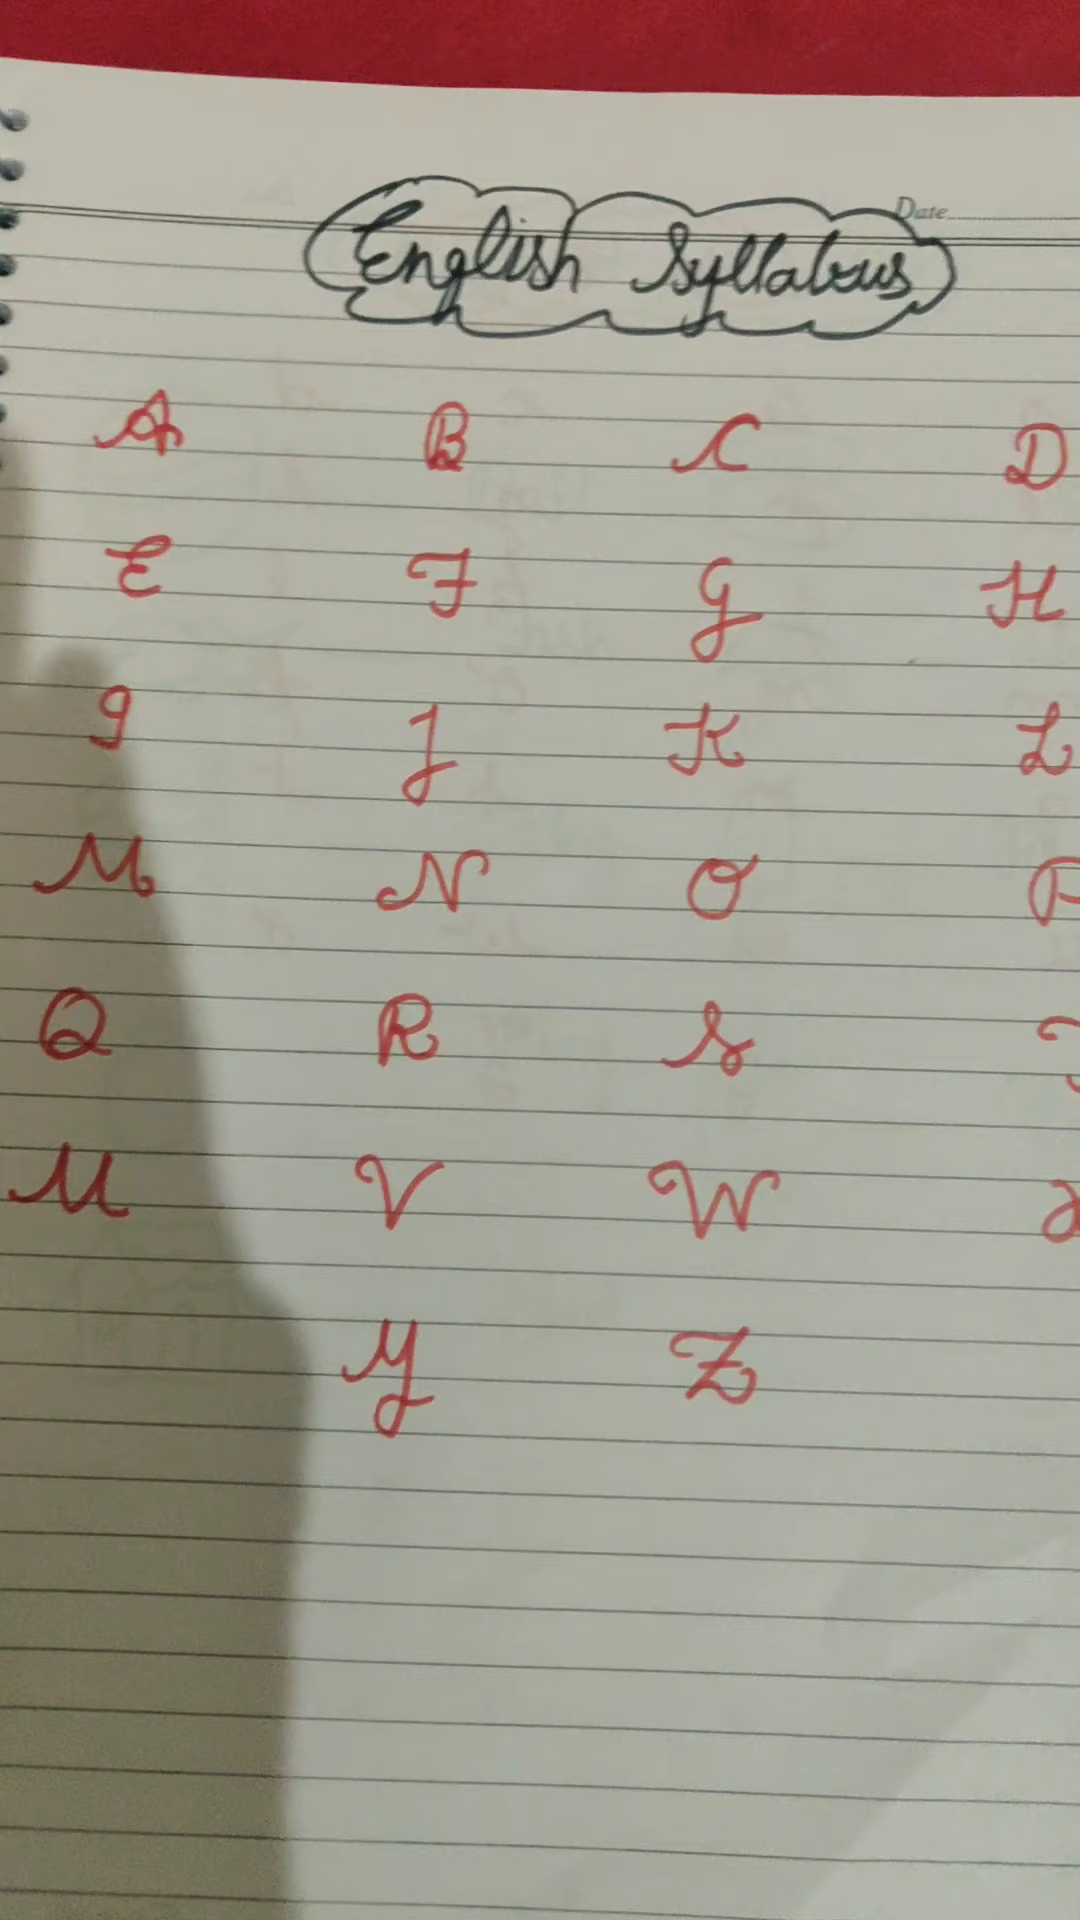 Date
English Syllabus
A B C D
E F G H
I J K L
M N O P
Q R S
U V W
Y Z